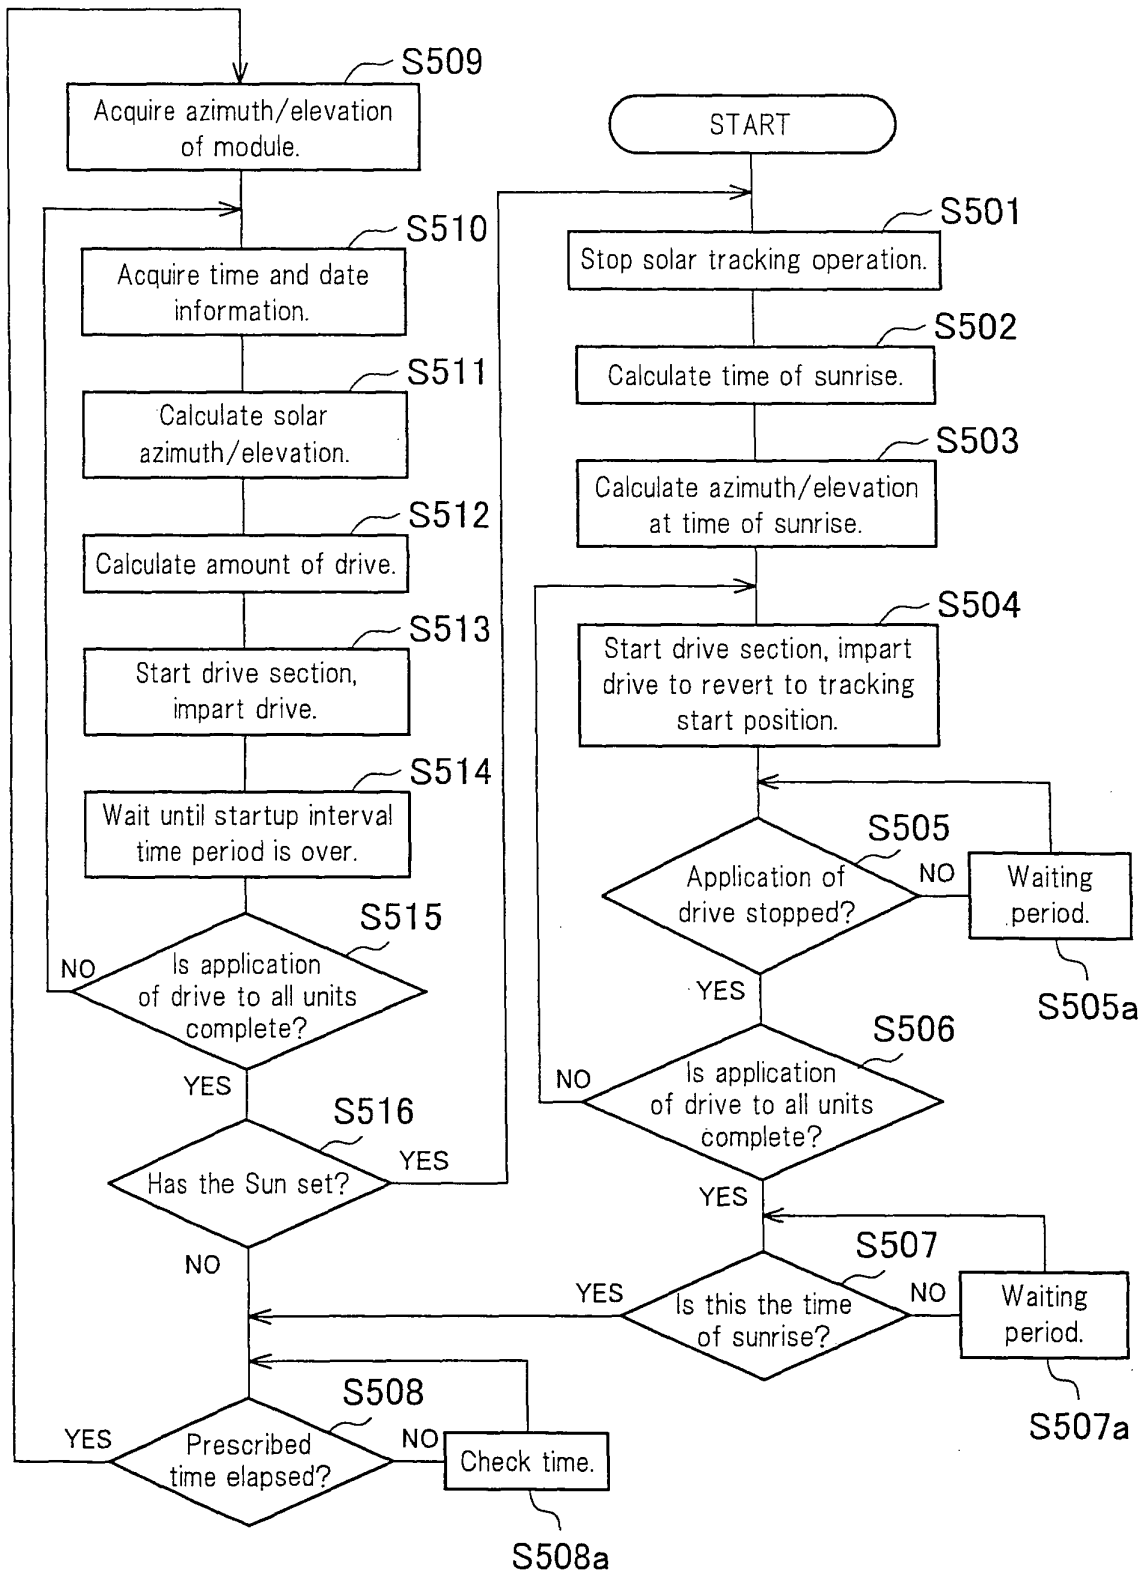 S509
Acquire azimuth/elevation
of module.
S510
Acquire time and date
information.
S511
Calculate solar
azimuth/elevation.
S512
Calculate amount of drive.
S513
Start drive section,
impart drive.
S514
Wait until startup interval
time period is over.
S515
NO
Is application
of drive to all units
complete?
YES
S516
Has the Sun set?
YES
NO
S508
YES
Prescribed
time elapsed?
NO
Check time.
S508a
START
S501
Stop solar tracking operation.
S502
Calculate time of sunrise.
S503
Calculate azimuth/elevation
at time of sunrise.
S504
Start drive section, impart
drive to revert to tracking
start position.
S505
Application of
drive stopped?
NO
Waiting
period.
S505a
YES
S506
NO
Is application
of drive to all units
complete?
YES
S507
YES
Is this the time
of sunrise?
NO
Waiting
period.
S507a